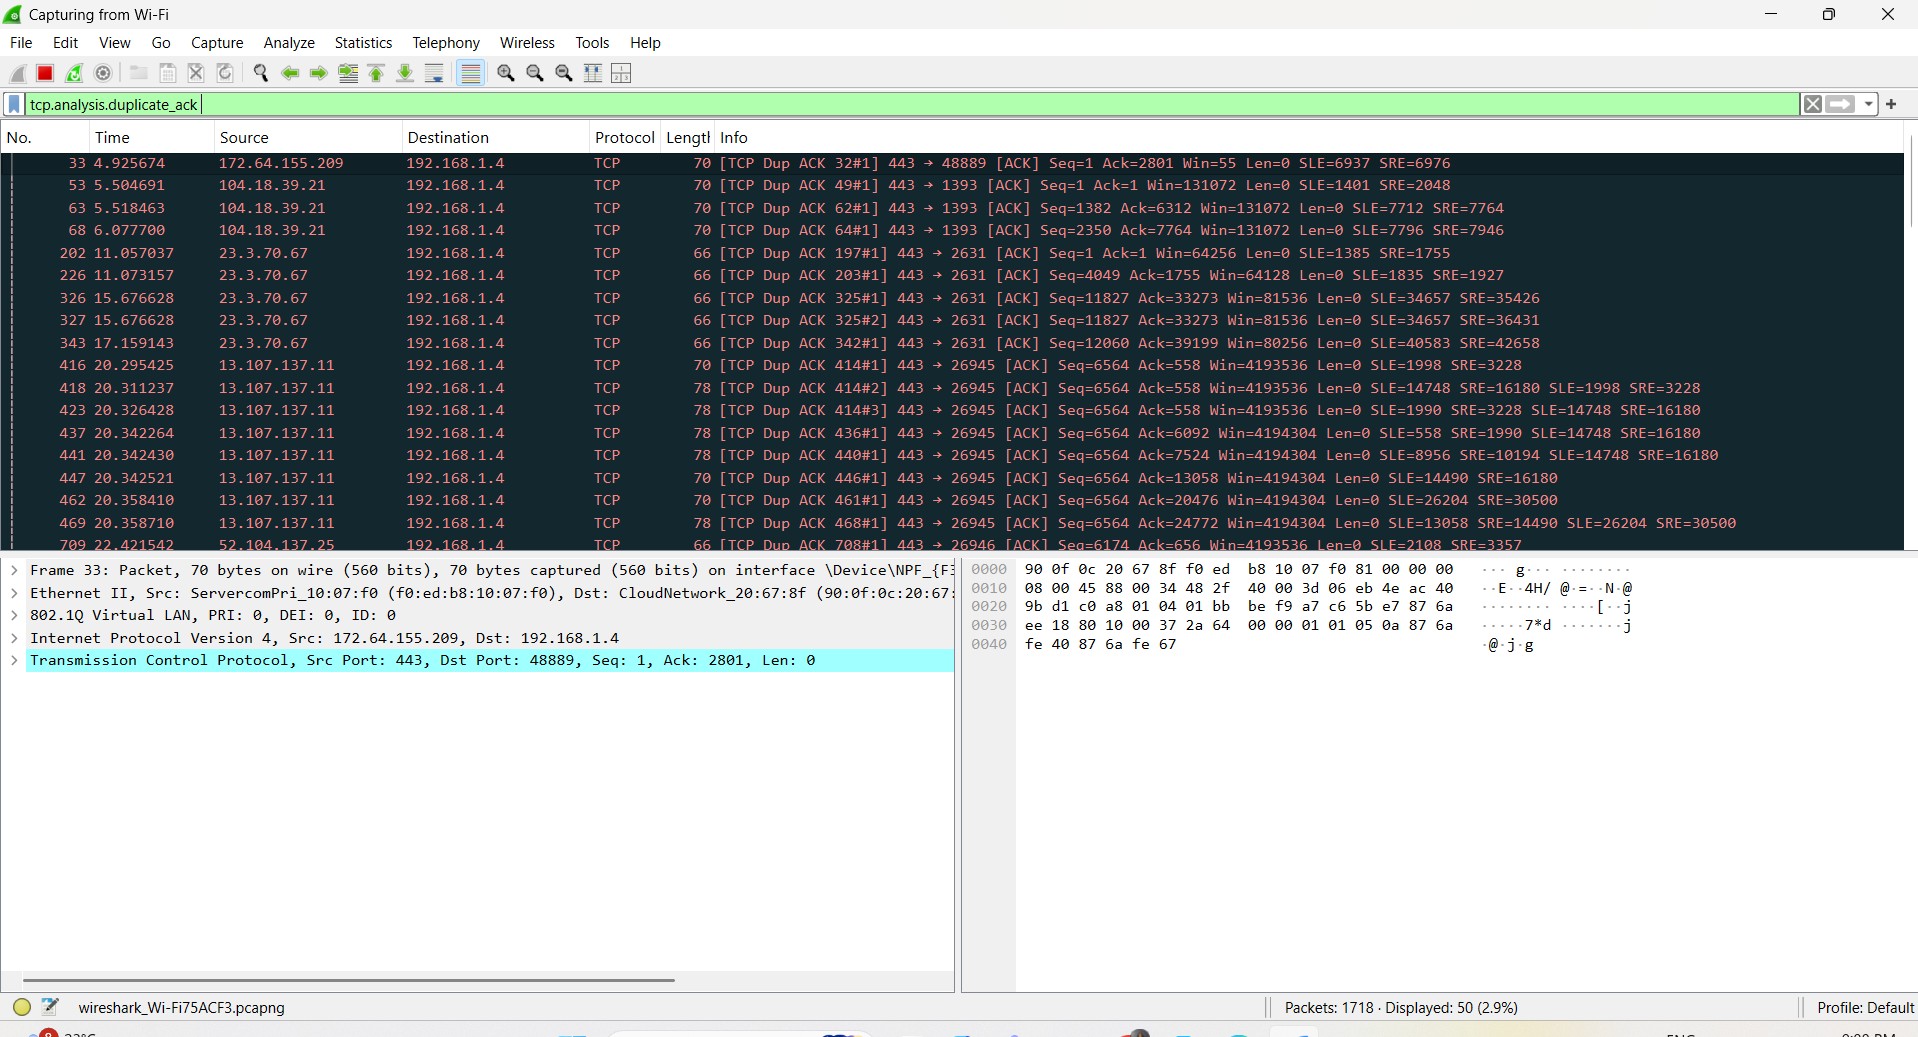 Capturing from Wi-Fi
File Edit View Go Capture Analyze Statistics Telephony Wireless Tools Help
tcp.analysis.duplicate_ack
No. Time Source Destination Protocol Length Info
33 4.925674 172.64.155.209 192.168.1.4 TCP 70 [TCP Dup ACK 32#1] 443 → 48889 [ACK] Seq=1 Ack=2801 Win=55 Len=0 SLE=6937 SRE=6976
53 5.504691 104.18.39.21 192.168.1.4 TCP 70 [TCP Dup ACK 49#1] 443 → 1393 [ACK] Seq=1 Ack=1 Win=131072 Len=0 SLE=1401 SRE=2048
63 5.518463 104.18.39.21 192.168.1.4 TCP 70 [TCP Dup ACK 62#1] 443 → 1393 [ACK] Seq=1382 Ack=6312 Win=131072 Len=0 SLE=7712 SRE=7764
68 6.077700 104.18.39.21 192.168.1.4 TCP 70 [TCP Dup ACK 64#1] 443 → 1393 [ACK] Seq=2350 Ack=7764 Win=131072 Len=0 SLE=7796 SRE=7946
202 11.057037 23.3.70.67 192.168.1.4 TCP 66 [TCP Dup ACK 197#1] 443 → 2631 [ACK] Seq=1 Ack=1 Win=64256 Len=0 SLE=1385 SRE=1755
226 11.073157 23.3.70.67 192.168.1.4 TCP 66 [TCP Dup ACK 203#1] 443 → 2631 [ACK] Seq=4049 Ack=1755 Win=64128 Len=0 SLE=1835 SRE=1927
326 15.676628 23.3.70.67 192.168.1.4 TCP 66 [TCP Dup ACK 325#1] 443 → 2631 [ACK] Seq=11827 Ack=33273 Win=81536 Len=0 SLE=34657 SRE=35426
327 15.676628 23.3.70.67 192.168.1.4 TCP 66 [TCP Dup ACK 325#2] 443 → 2631 [ACK] Seq=11827 Ack=33273 Win=81536 Len=0 SLE=34657 SRE=36431
343 17.159143 23.3.70.67 192.168.1.4 TCP 66 [TCP Dup ACK 342#1] 443 → 2631 [ACK] Seq=12060 Ack=39199 Win=80256 Len=0 SLE=40583 SRE=42658
416 20.295425 13.107.137.11 192.168.1.4 TCP 70 [TCP Dup ACK 414#1] 443 → 26945 [ACK] Seq=6564 Ack=558 Win=4193536 Len=0 SLE=1998 SRE=3228
418 20.311237 13.107.137.11 192.168.1.4 TCP 78 [TCP Dup ACK 414#2] 443 → 26945 [ACK] Seq=6564 Ack=558 Win=4193536 Len=0 SLE=14748 SRE=16180 SLE=1998 SRE=3228
423 20.326428 13.107.137.11 192.168.1.4 TCP 78 [TCP Dup ACK 414#3] 443 → 26945 [ACK] Seq=6564 Ack=558 Win=4193536 Len=0 SLE=1990 SRE=3228 SLE=14748 SRE=16180
437 20.342264 13.107.137.11 192.168.1.4 TCP 78 [TCP Dup ACK 436#1] 443 → 26945 [ACK] Seq=6564 Ack=6092 Win=4194304 Len=0 SLE=558 SRE=1990 SLE=14748 SRE=16180
441 20.342430 13.107.137.11 192.168.1.4 TCP 78 [TCP Dup ACK 440#1] 443 → 26945 [ACK] Seq=6564 Ack=7524 Win=4194304 Len=0 SLE=8956 SRE=10194 SLE=14748 SRE=16180
447 20.342521 13.107.137.11 192.168.1.4 TCP 70 [TCP Dup ACK 446#1] 443 → 26945 [ACK] Seq=6564 Ack=13058 Win=4194304 Len=0 SLE=14490 SRE=16180
462 20.358410 13.107.137.11 192.168.1.4 TCP 70 [TCP Dup ACK 461#1] 443 → 26945 [ACK] Seq=6564 Ack=20476 Win=4194304 Len=0 SLE=26204 SRE=30500
469 20.358710 13.107.137.11 192.168.1.4 TCP 78 [TCP Dup ACK 468#1] 443 → 26945 [ACK] Seq=6564 Ack=24772 Win=4194304 Len=0 SLE=13058 SRE=14490 SLE=26204 SRE=30500
709 22.421542 52.104.137.25 192.168.1.4 TCP 66 [TCP Dup ACK 708#1] 443 → 26946 [ACK] Seq=6174 Ack=656 Win=4193536 Len=0 SLE=2108 SRE=3357
Frame 33: Packet, 70 bytes on wire (560 bits), 70 bytes captured (560 bits) on interface \Device\NPF_{F3
Ethernet II, Src: ServercomPri_10:07:f0 (f0:ed:b8:10:07:f0), Dst: CloudNetwork_20:67:8f (90:0f:0c:20:67:
802.1Q Virtual LAN, PRI: 0, DEI: 0, ID: 0
Internet Protocol Version 4, Src: 172.64.155.209, Dst: 192.168.1.4
Transmission Control Protocol, Src Port: 443, Dst Port: 48889, Seq: 1, Ack: 2801, Len: 0
0000 90 0f 0c 20 67 8f f0 ed b8 10 07 f0 81 00 00 00 ··· g··· ········
0010 08 00 45 88 00 34 48 2f 40 00 3d 06 eb 4e ac 40 ··E··4H/ @·=··N·@
0020 9b d1 c0 a8 01 04 01 bb be f9 a7 c6 5b e7 87 6a ········ ····[··j
0030 ee 18 80 10 00 37 2a 64 00 00 01 01 05 0a 87 6a ·····7*d ·······j
0040 fe 40 87 6a fe 67 ·@·j·g
wireshark_Wi-Fi75ACF3.pcapng
Packets: 1718 · Displayed: 50 (2.9%)
Profile: Default